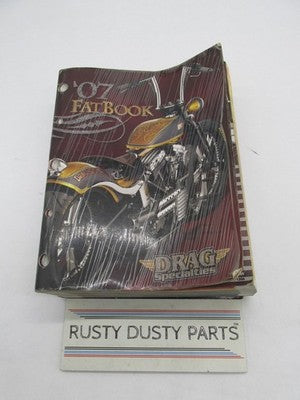 '07
FATBOOK
DRAG
Specialties
RUSTY DUSTY PARTS